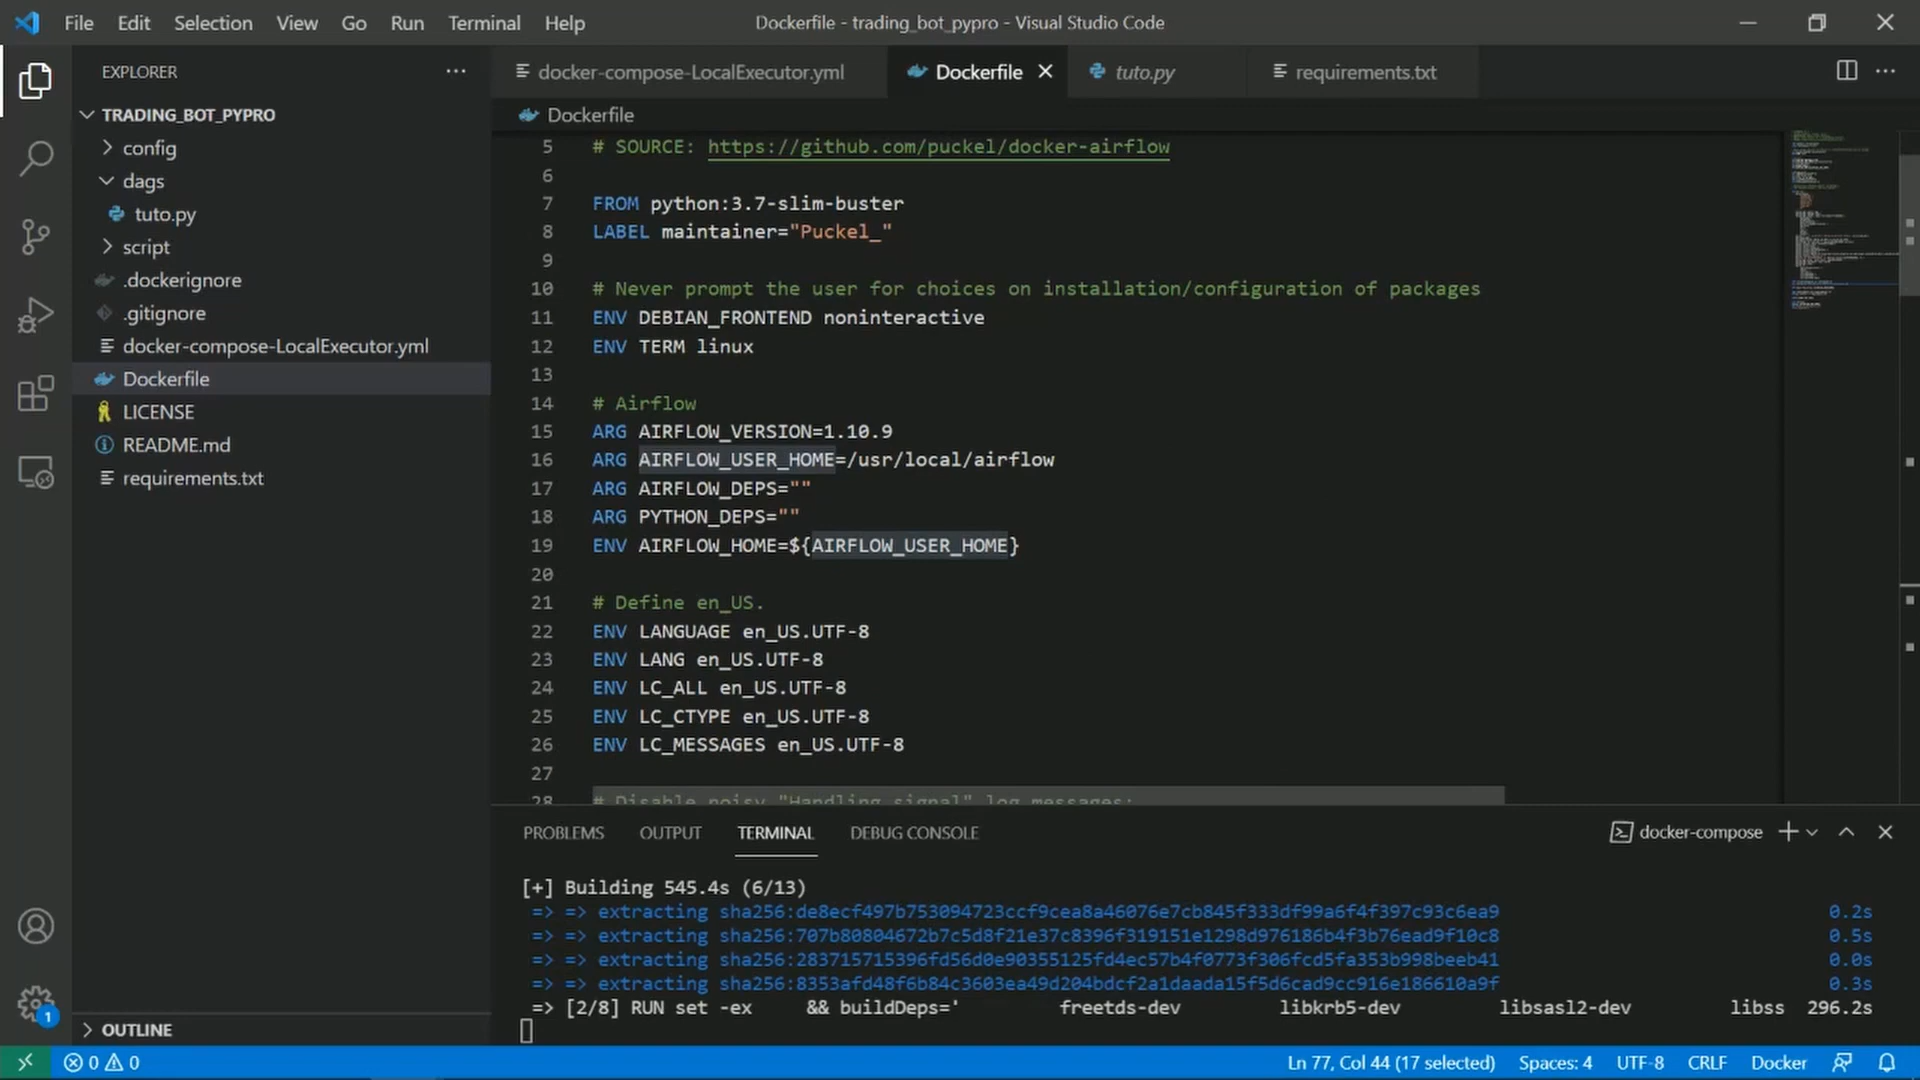 File Edit Selection View Go Run Terminal Help
Dockerfile - trading_bot_pypro - Visual Studio Code
EXPLORER
TRADING_BOT_PYPRO
config
dags
tuto.py
script
.dockerignore
.gitignore
docker-compose-LocalExecutor.yml
Dockerfile
LICENSE
README.md
requirements.txt
OUTLINE
1
docker-compose-LocalExecutor.yml Dockerfile tuto.py requirements.txt
Dockerfile
5 # SOURCE: https://github.com/puckel/docker-airflow
6
7 FROM python:3.7-slim-buster
8 LABEL maintainer="Puckel_"
9
10 # Never prompt the user for choices on installation/configuration of packages
11 ENV DEBIAN_FRONTEND noninteractive
12 ENV TERM linux
13
14 # Airflow
15 ARG AIRFLOW_VERSION=1.10.9
16 ARG AIRFLOW_USER_HOME=/usr/local/airflow
17 ARG AIRFLOW_DEPS=""
18 ARG PYTHON_DEPS=""
19 ENV AIRFLOW_HOME=${AIRFLOW_USER_HOME}
20
21 # Define en_US.
22 ENV LANGUAGE en_US.UTF-8
23 ENV LANG en_US.UTF-8
24 ENV LC_ALL en_US.UTF-8
25 ENV LC_CTYPE en_US.UTF-8
26 ENV LC_MESSAGES en_US.UTF-8
27
28 # Disable noisy "Handling signal" log messages:
PROBLEMS OUTPUT TERMINAL DEBUG CONSOLE docker-compose
[+] Building 545.4s (6/13)
=> => extracting sha256:de8ecf497b753094723ccf9cea8a46076e7cb845f333df99a6f4f397c93c6ea9 0.2s
=> => extracting sha256:707b80804672b7c5d8f21e37c8396f319151e1298d976186b4f3b76ead9f10c8 0.5s
=> => extracting sha256:283715715396fd56d0e90355125fd4ec57b4f0773f306fcd5fa353b998beeb41 0.0s
=> => extracting sha256:8353afd48f6b84c3603ea49d204bdcf2a1daada15f5d6cad9cc916e186610a9f 0.3s
=> [2/8] RUN set -ex && buildDeps=' freetds-dev libkrb5-dev libsasl2-dev libss 296.2s
0 0 Ln 77, Col 44 (17 selected) Spaces: 4 UTF-8 CRLF Docker